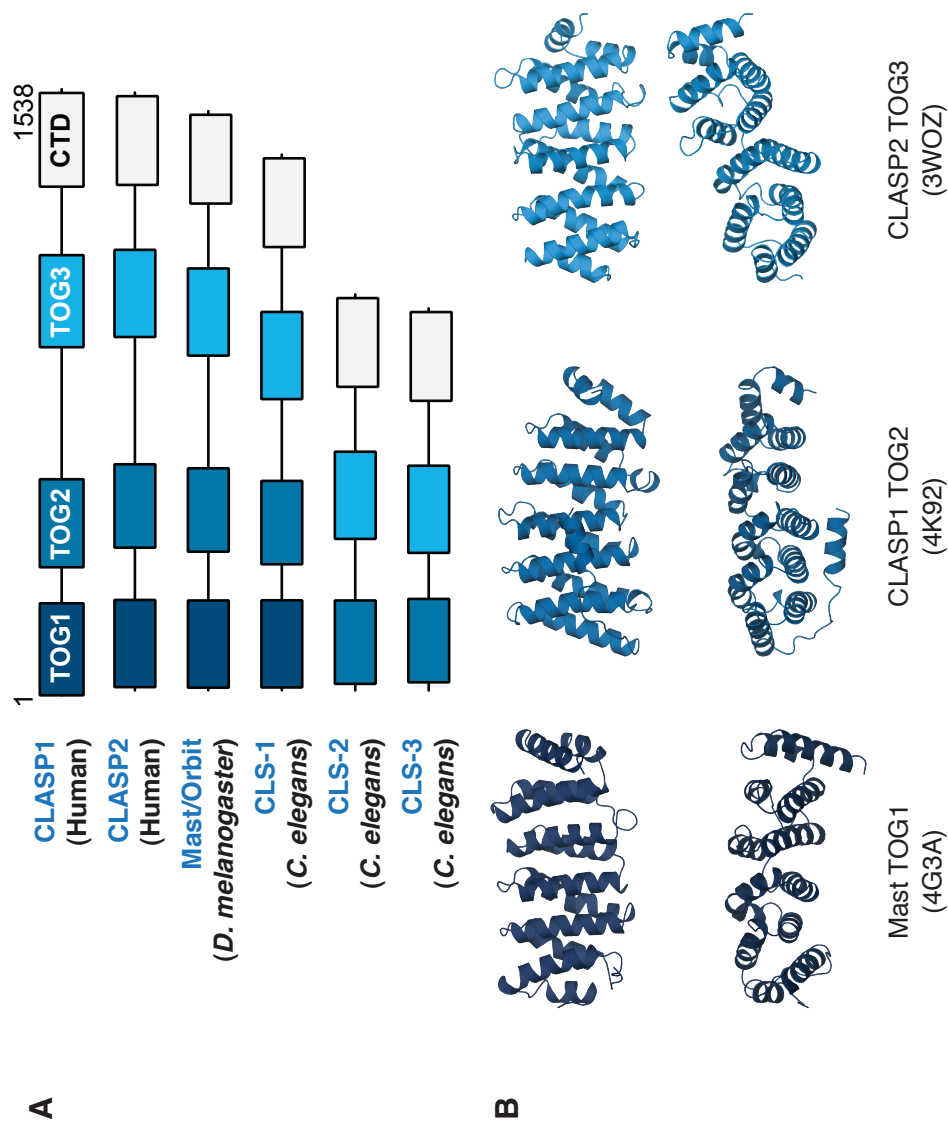 A
1
1538
CLASP1
(Human)
TOG1
TOG2
TOG3
CTD
CLASP2
(Human)
Mast/Orbit
(D. melanogaster)
CLS-1
(C. elegans)
CLS-2
(C. elegans)
CLS-3
(C. elegans)
B
Mast TOG1
(4G3A)
CLASP1 TOG2
(4K92)
CLASP2 TOG3
(3WOZ)